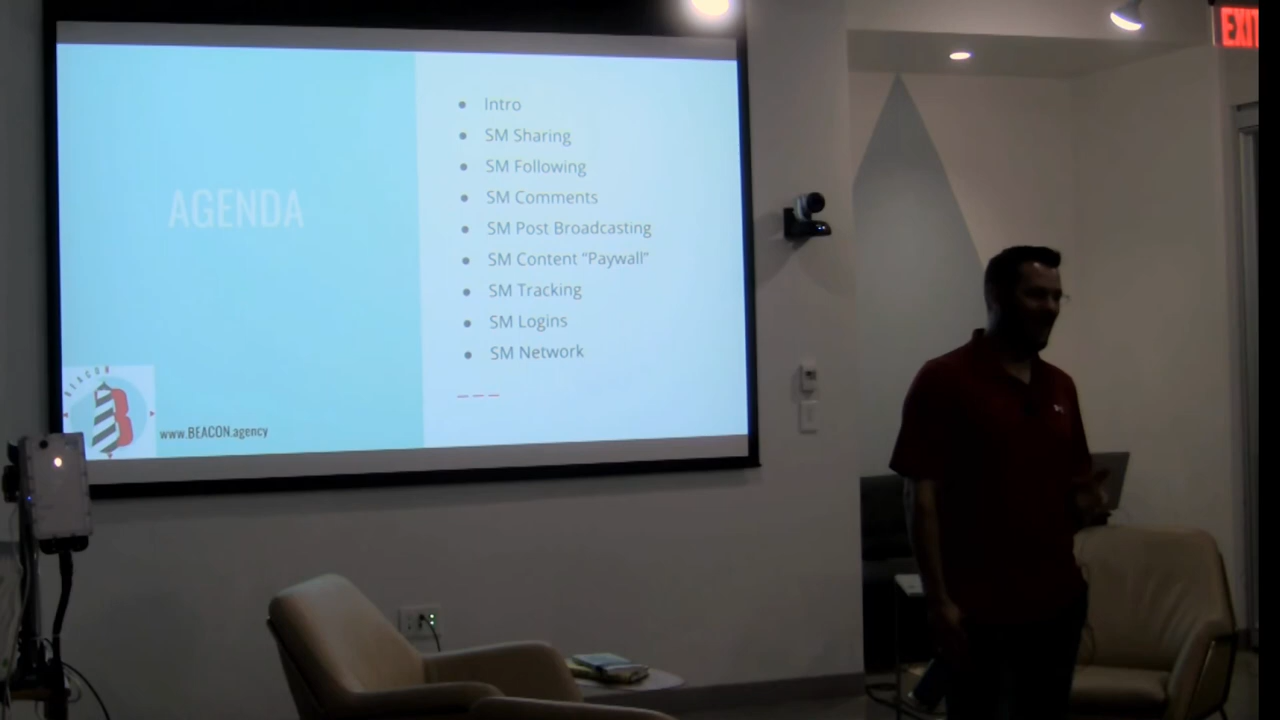 AGENDA
Intro
SM Sharing
SM Following
SM Comments
SM Post Broadcasting
SM Content “Paywall”
SM Tracking
SM Logins
SM Network
BEACON
B
www.BEACON.agency
EXIT